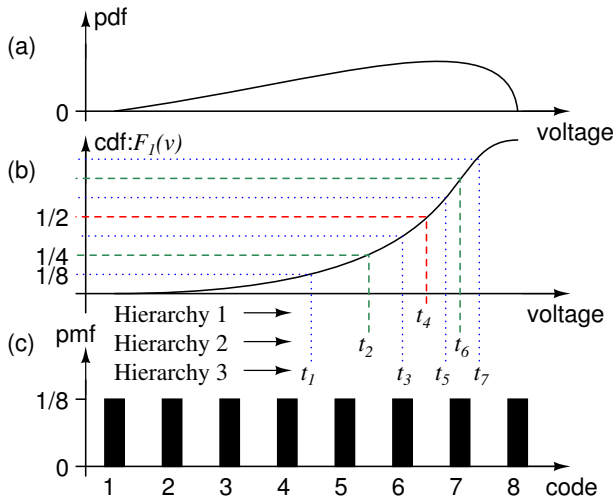 pdf
(a)
0
voltage
cdf:F1(v)
(b)
1/2
1/4
1/8
Hierarchy 1
t4
voltage
pmf
Hierarchy 2
t2
t6
(c)
Hierarchy 3
t1
t3
t5
t7
1/8
0
1 2 3 4 5 6 7 8 code